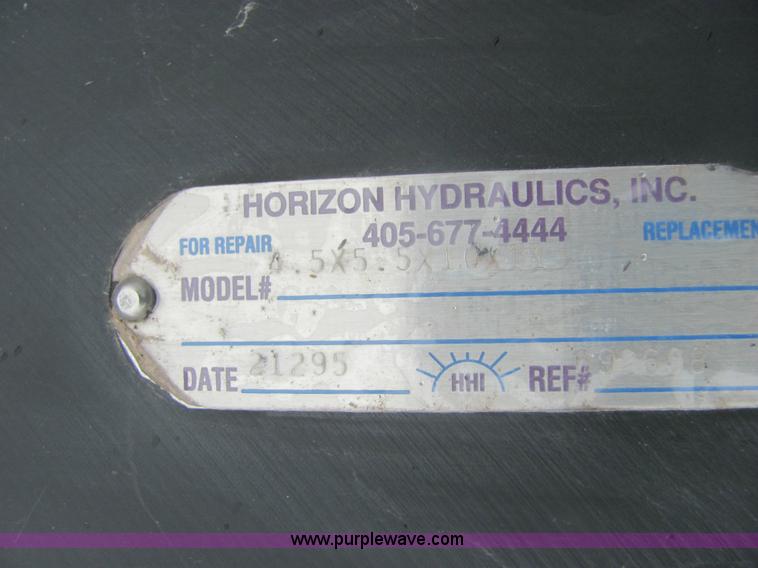 HORIZON HYDRAULICS, INC.
FOR REPAIR 405-677-4444 REPLACEMEN
MODEL#
DATE 21295 HHI REF#
www.purplewave.com